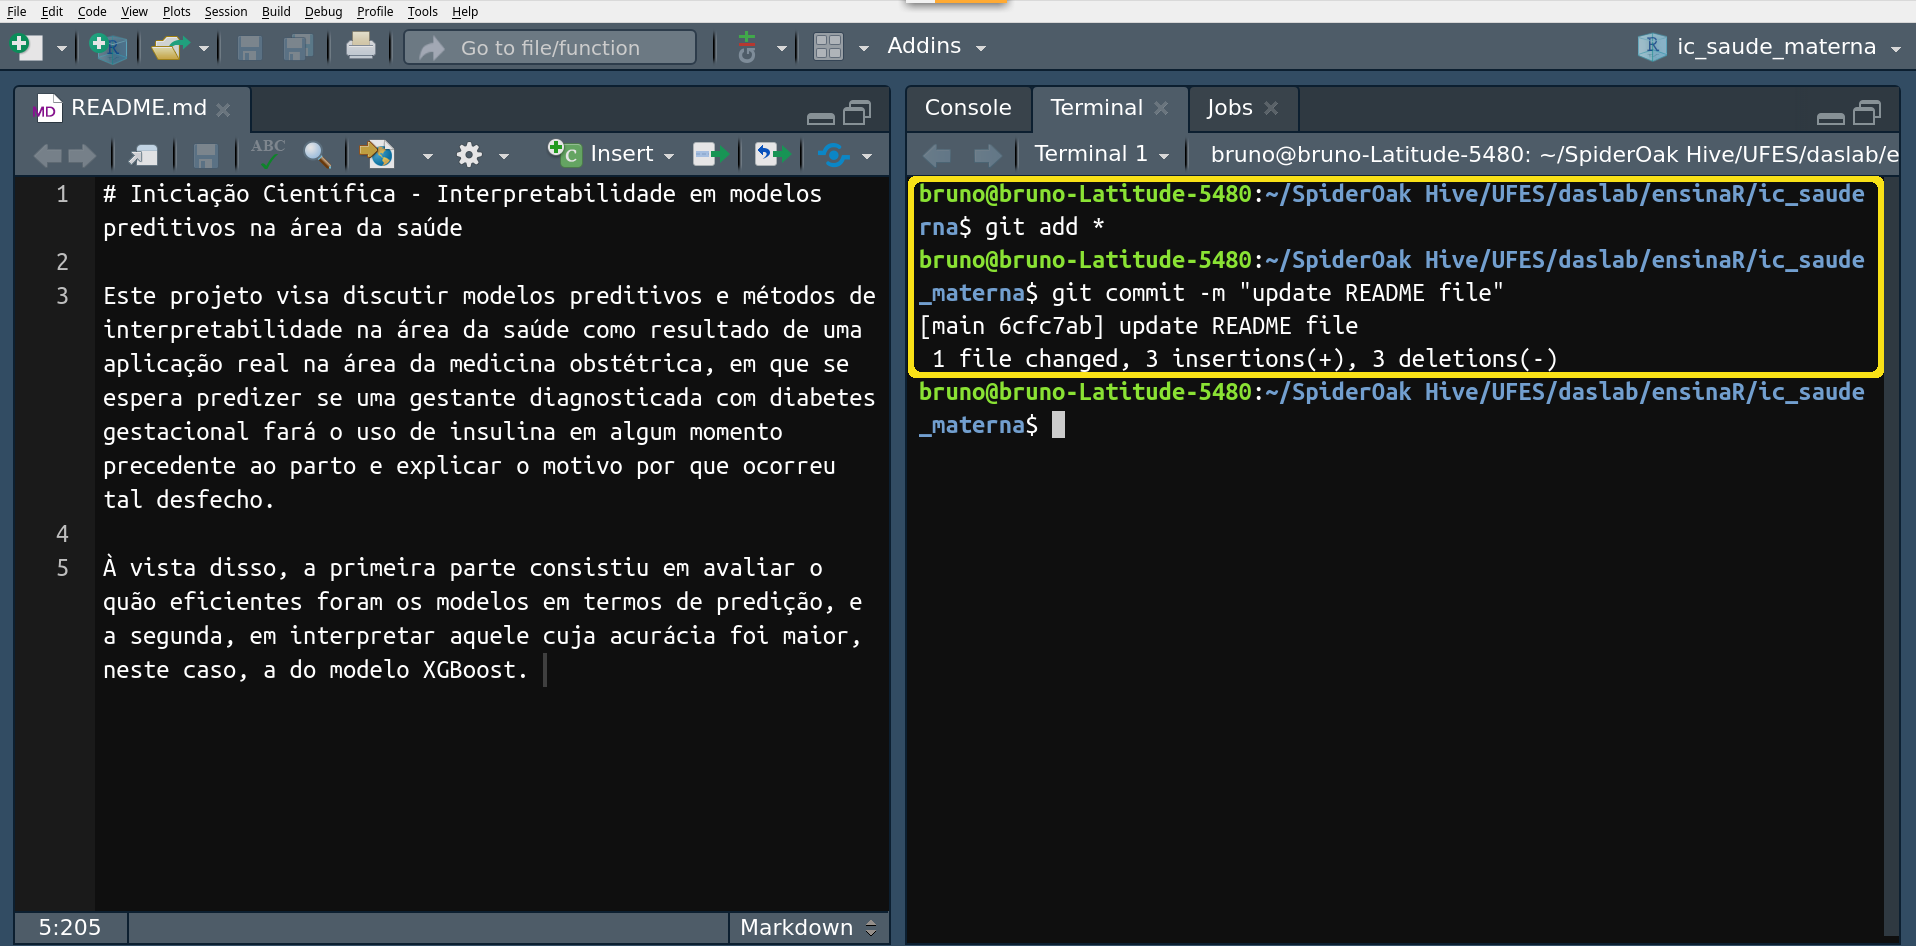 File Edit Code View Plots Session Build Debug Profile Tools Help
Go to file/function
Addins
ic_saude_materna
MD README.md
ABC
Insert
1 # Iniciação Científica - Interpretabilidade em modelos
preditivos na área da saúde
2
3 Este projeto visa discutir modelos preditivos e métodos de
interpretabilidade na área da saúde como resultado de uma
aplicação real na área da medicina obstétrica, em que se
espera predizer se uma gestante diagnosticada com diabetes
gestacional fará o uso de insulina em algum momento
precedente ao parto e explicar o motivo por que ocorreu
tal desfecho.
4
5 À vista disso, a primeira parte consistiu em avaliar o
quão eficientes foram os modelos em termos de predição, e
a segunda, em interpretar aquele cuja acurácia foi maior,
neste caso, a do modelo XGBoost.
5:205
Markdown
Console Terminal Jobs
Terminal 1
bruno@bruno-Latitude-5480: ~/SpiderOak Hive/UFES/daslab/e
bruno@bruno-Latitude-5480:~/SpiderOak Hive/UFES/daslab/ensinaR/ic_saude
rna$ git add *
bruno@bruno-Latitude-5480:~/SpiderOak Hive/UFES/daslab/ensinaR/ic_saude
_materna$ git commit -m "update README file"
[main 6cfc7ab] update README file
1 file changed, 3 insertions(+), 3 deletions(-)
bruno@bruno-Latitude-5480:~/SpiderOak Hive/UFES/daslab/ensinaR/ic_saude
_materna$